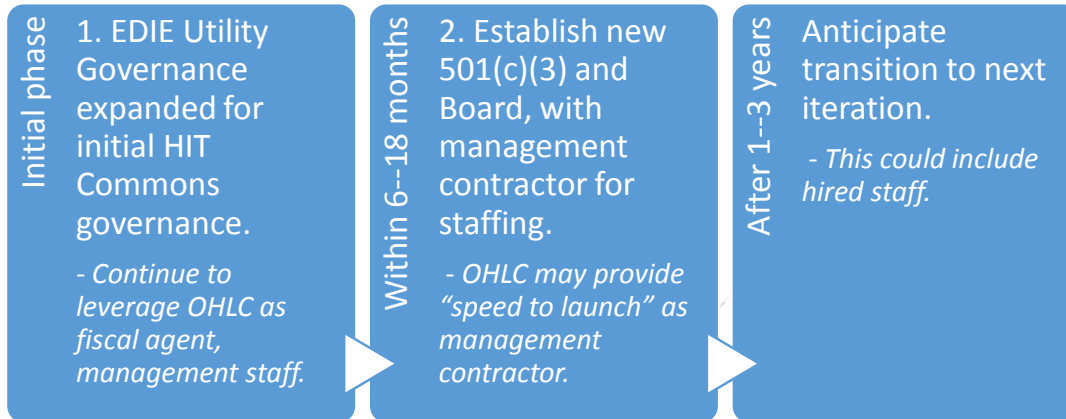 Initial phase
1. EDIE Utility
Governance
expanded for
initial HIT
Commons
governance.
- Continue to
leverage OHLC as
fiscal agent,
management staff.
Within 6--18 months
2. Establish new
501(c)(3) and
Board, with
management
contractor for
staffing.
- OHLC may provide
“speed to launch” as
management
contractor.
After 1--3 years
Anticipate
transition to next
iteration.
- This could include
hired staff.